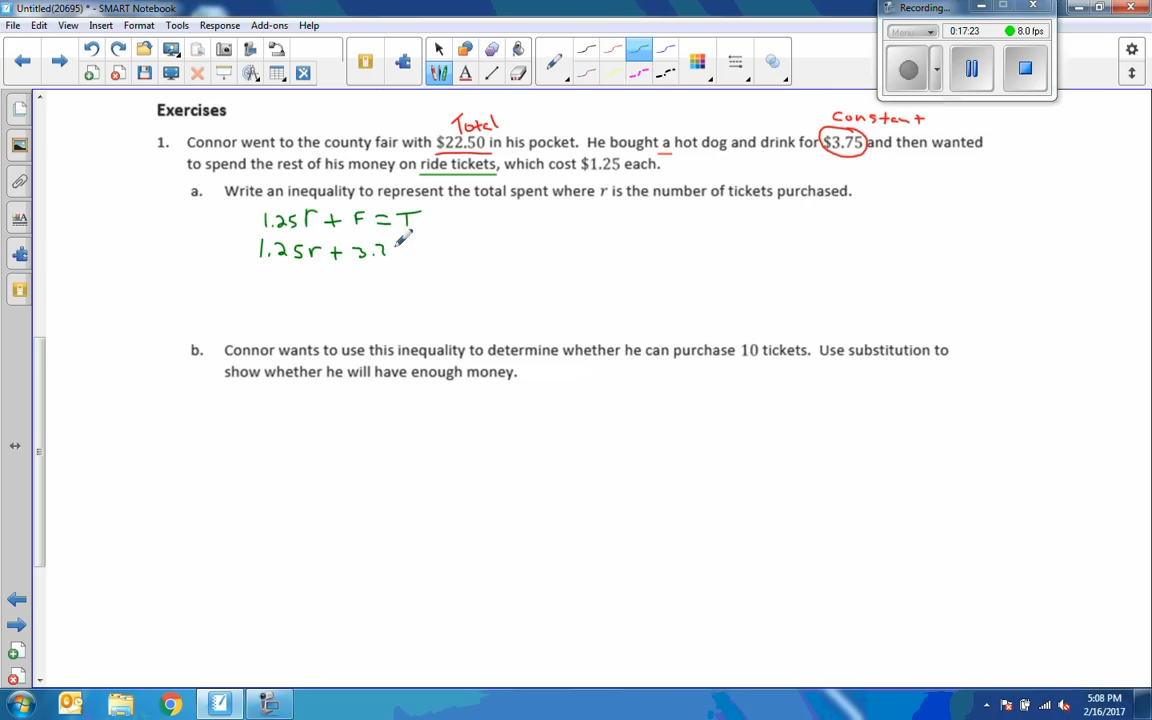 Untitled(20695) * - SMART Notebook
Recording...
File Edit View Insert Format Tools Response Add-ons Help
Menu 0:17:23 8.0 fps
Exercises
Total
constant
1. Connor went to the county fair with $22.50 in his pocket. He bought a hot dog and drink for $3.75 and then wanted
to spend the rest of his money on ride tickets, which cost $1.25 each.
a. Write an inequality to represent the total spent where r is the number of tickets purchased.
1.25r + F = T
1.25r + 3.7
b. Connor wants to use this inequality to determine whether he can purchase 10 tickets. Use substitution to
show whether he will have enough money.
5:08 PM
2/16/2017